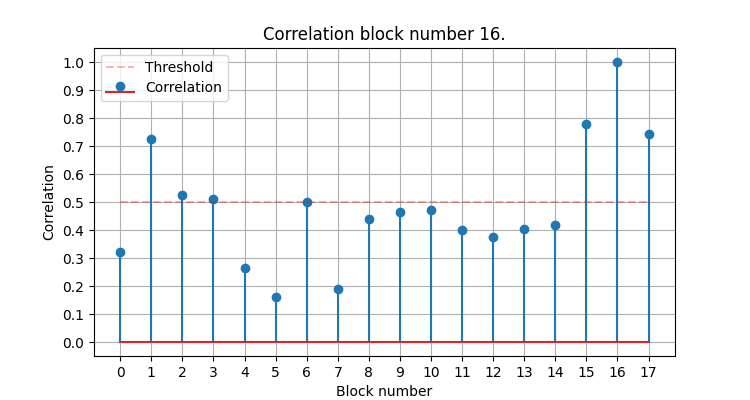 Correlation block number 16.
Threshold
Correlation
1.0
0.9
0.8
0.7
0.6
0.5
0.4
0.3
0.2
0.1
0.0
Correlation
0 1 2 3 4 5 6 7 8 9 10 11 12 13 14 15 16 17
Block number